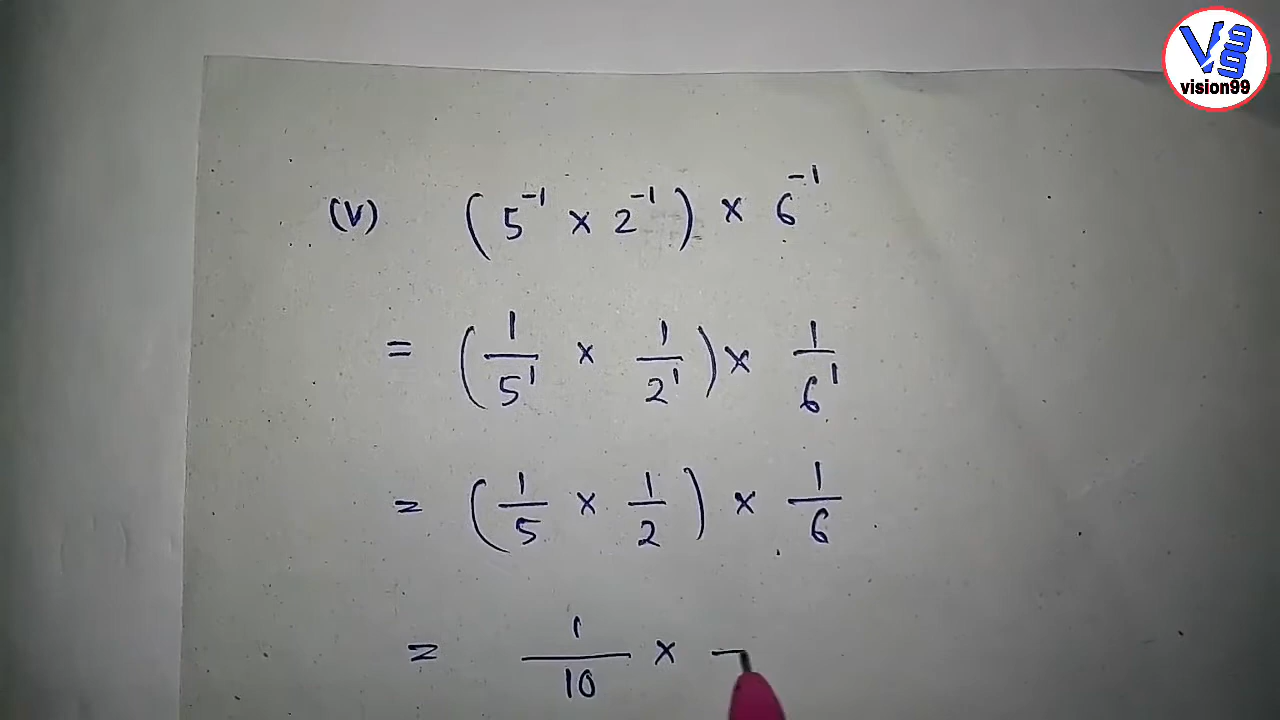 V99
vision99
(V) (5⁻¹ × 2⁻¹) × 6⁻¹
= (1/5¹ × 1/2¹) × 1/6¹
= (1/5 × 1/2) × 1/6
= 1/10 × —